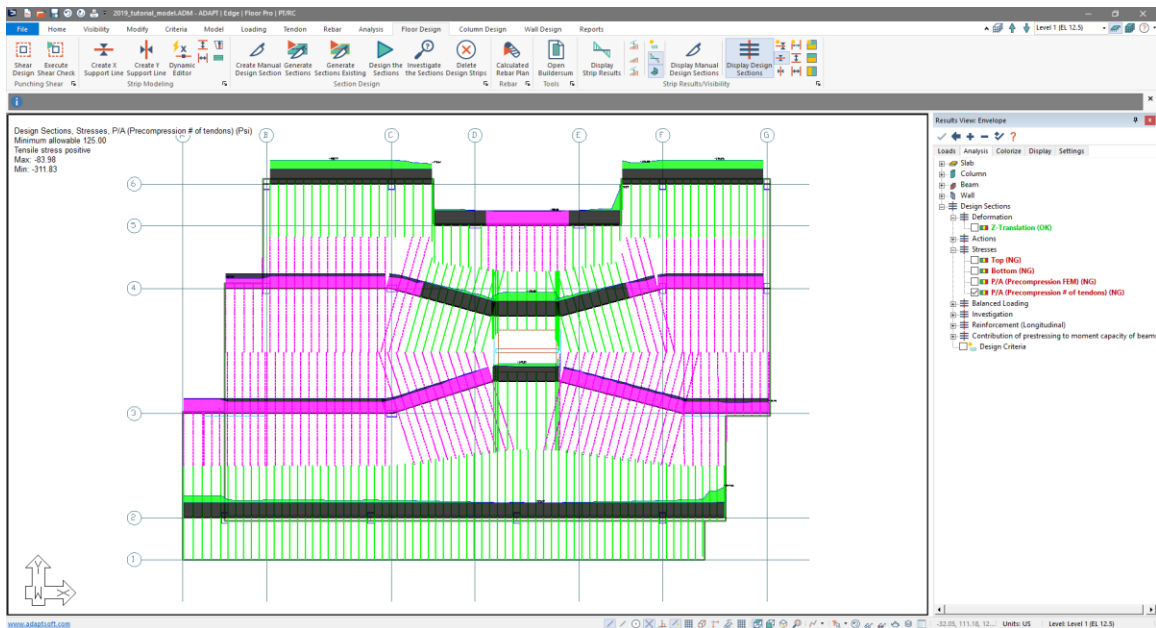 2019_tutorial_model.ADM - ADAPT | Edge | Floor Pro | PT/RC
File Home Visibility Modify Criteria Model Loading Tendon Rebar Analysis Floor Design Column Design Wall Design Reports Level 1 (EL 12.5)
Shear Design Execute Shear Check Create X Support Line Create Y Support Line Dynamic Editor Create Manual Design Section Generate Sections Generate Sections Existing Design the Sections Investigate the Sections Delete Design Strips Calculated Rebar Plan Open Buildersum Display Strip Results Display Manual Design Sections Display Design Sections
Punching Shear Strip Modeling Section Design Rebar Tools Strip Results/Visibility
Design Sections, Stresses, P/A (Precompression # of tendons) (Psi)
Minimum allowable 125.00
Tensile stress positive
Max: -83.98
Min: -311.83
B C D E F G
6
5
4
3
2
1
Y
W X
Results View: Envelope
Loads Analysis Colorize Display Settings
Slab
Column
Beam
Wall
Design Sections
Deformation
Z-Translation (OK)
Actions
Stresses
Top (NG)
Bottom (NG)
P/A (Precompression FEM) (NG)
P/A (Precompression # of tendons) (NG)
Balanced Loading
Investigation
Reinforcement (Longitudinal)
Contribution of prestressing to moment capacity of beams
Design Criteria
www.adaptsoft.com -32.05, 111.18, 12... Units: US Level: Level 1 (EL 12.5)